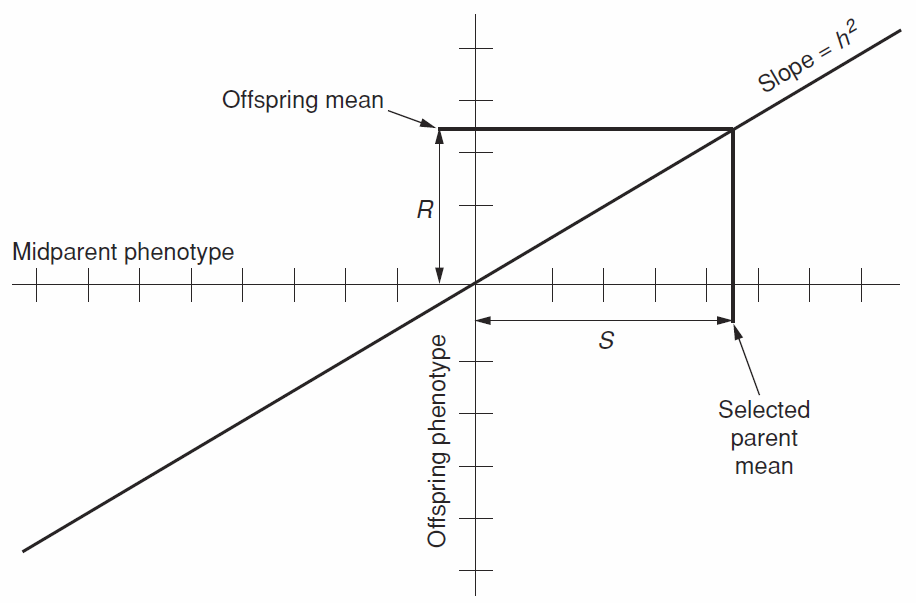 Slope = h²
Offspring mean
R
Midparent phenotype
S
Offspring phenotype
Selected
parent
mean